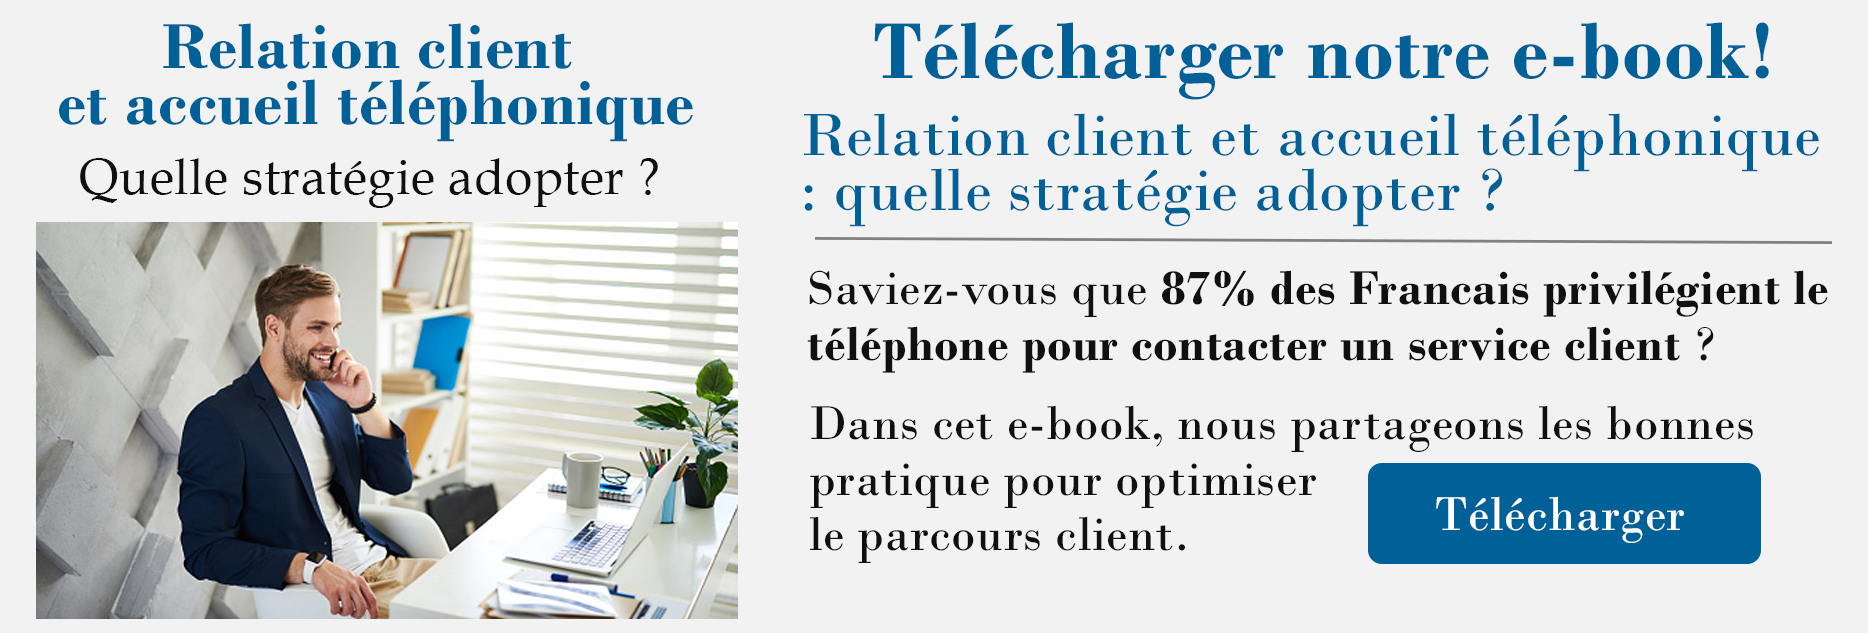 Relation client
et accueil téléphonique
Quelle stratégie adopter ?
Télécharger notre e-book!
Relation client et accueil téléphonique
: quelle stratégie adopter ?
Saviez-vous que 87% des Francais privilégient le
téléphone pour contacter un service client ?
Dans cet e-book, nous partageons les bonnes
pratique pour optimiser
le parcours client.
Télécharger